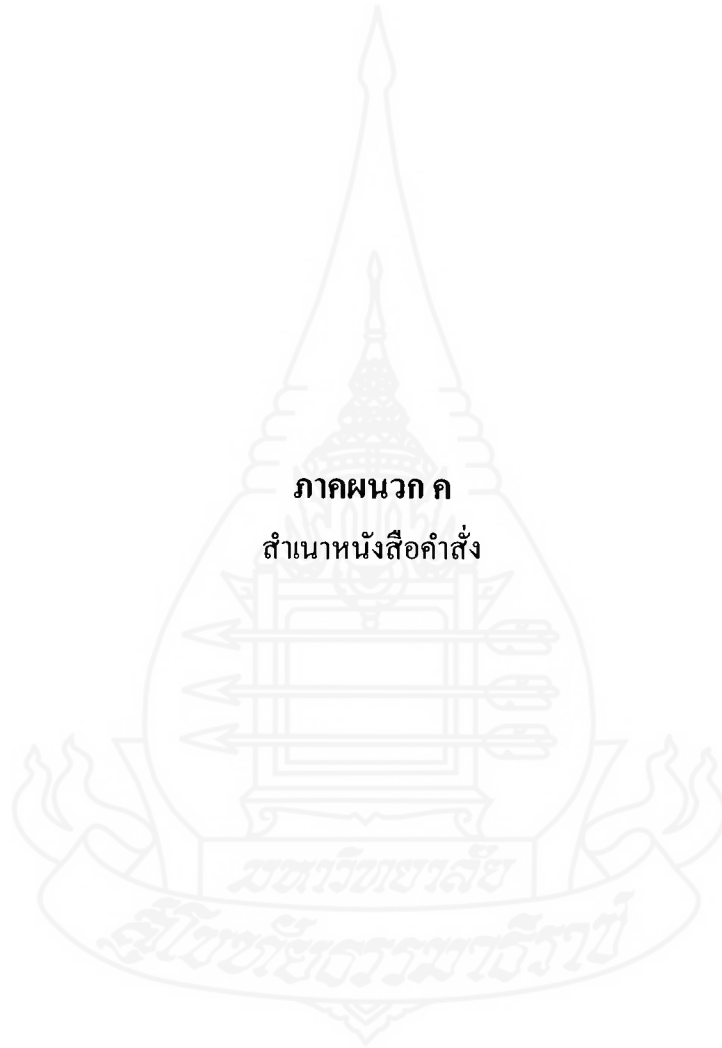 ภาคผนวก ค
สำเนาหนังสือคำสั่ง
มหาวิทยาลัย
สุโขทัยธรรมาธิราช